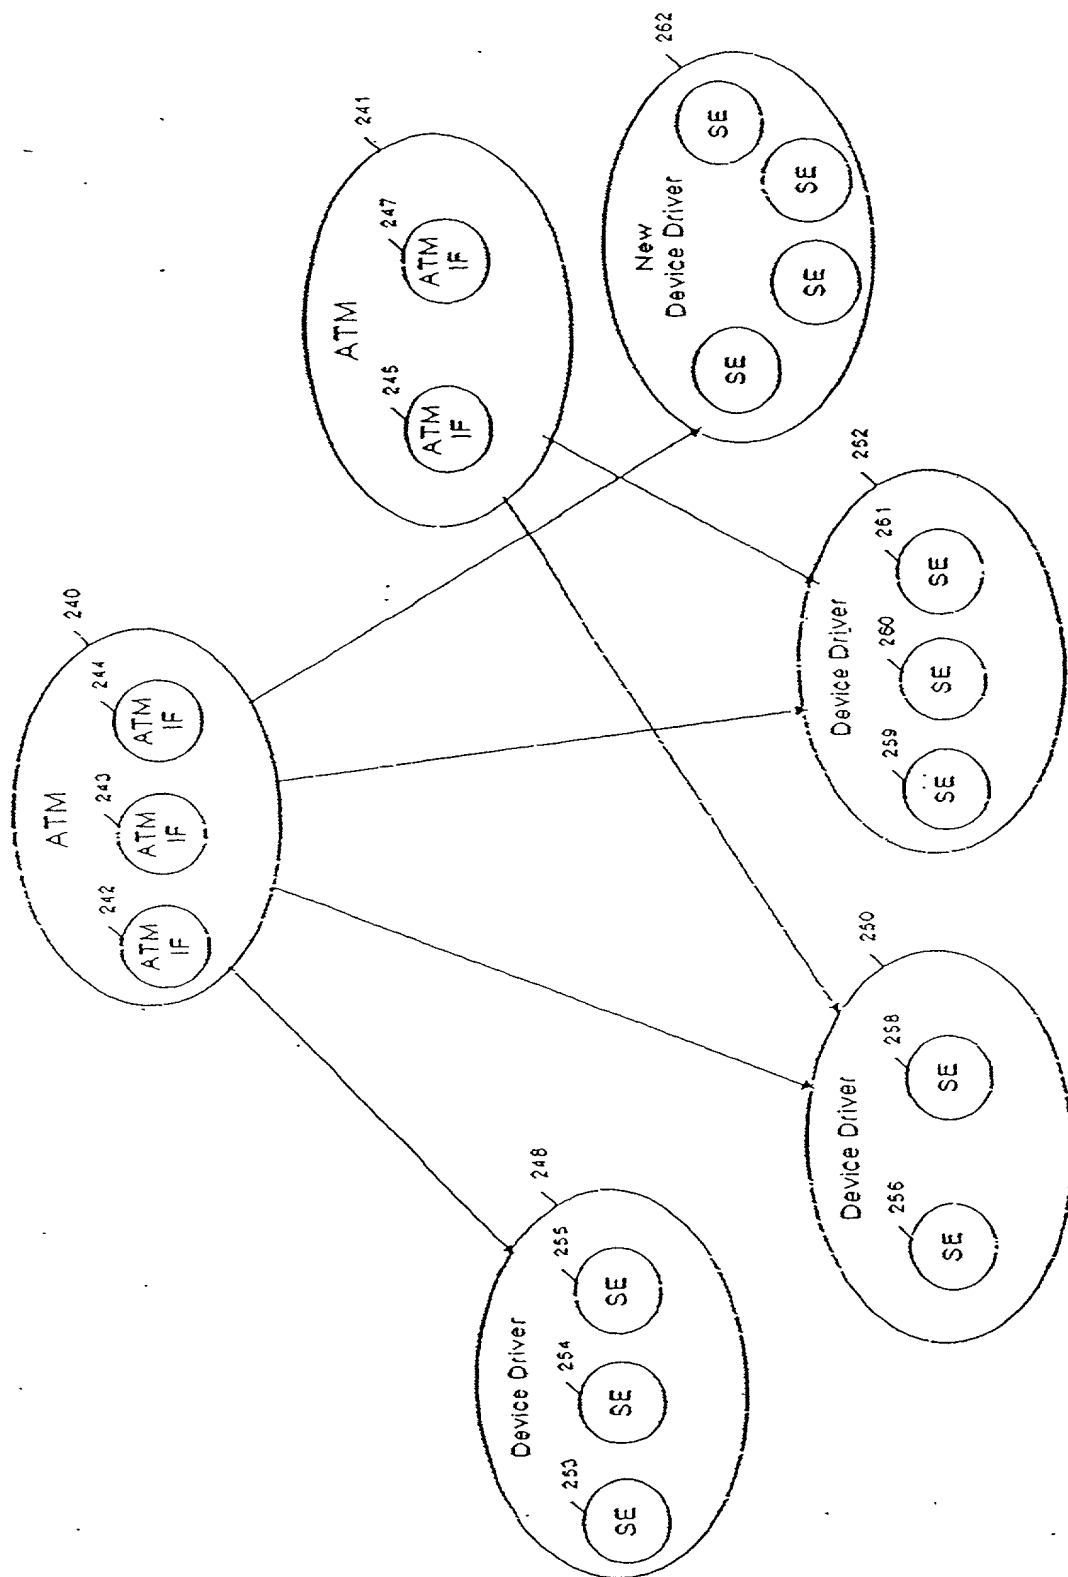 240
ATM
242
243
244
ATM
IF
ATM
IF
ATM
IF
241
ATM
245
247
ATM
IF
ATM
IF
248
Device Driver
253
254
255
SE
SE
SE
250
Device Driver
256
258
SE
SE
252
Device Driver
259
260
261
SE
SE
SE
262
New
Device Driver
SE
SE
SE
SE